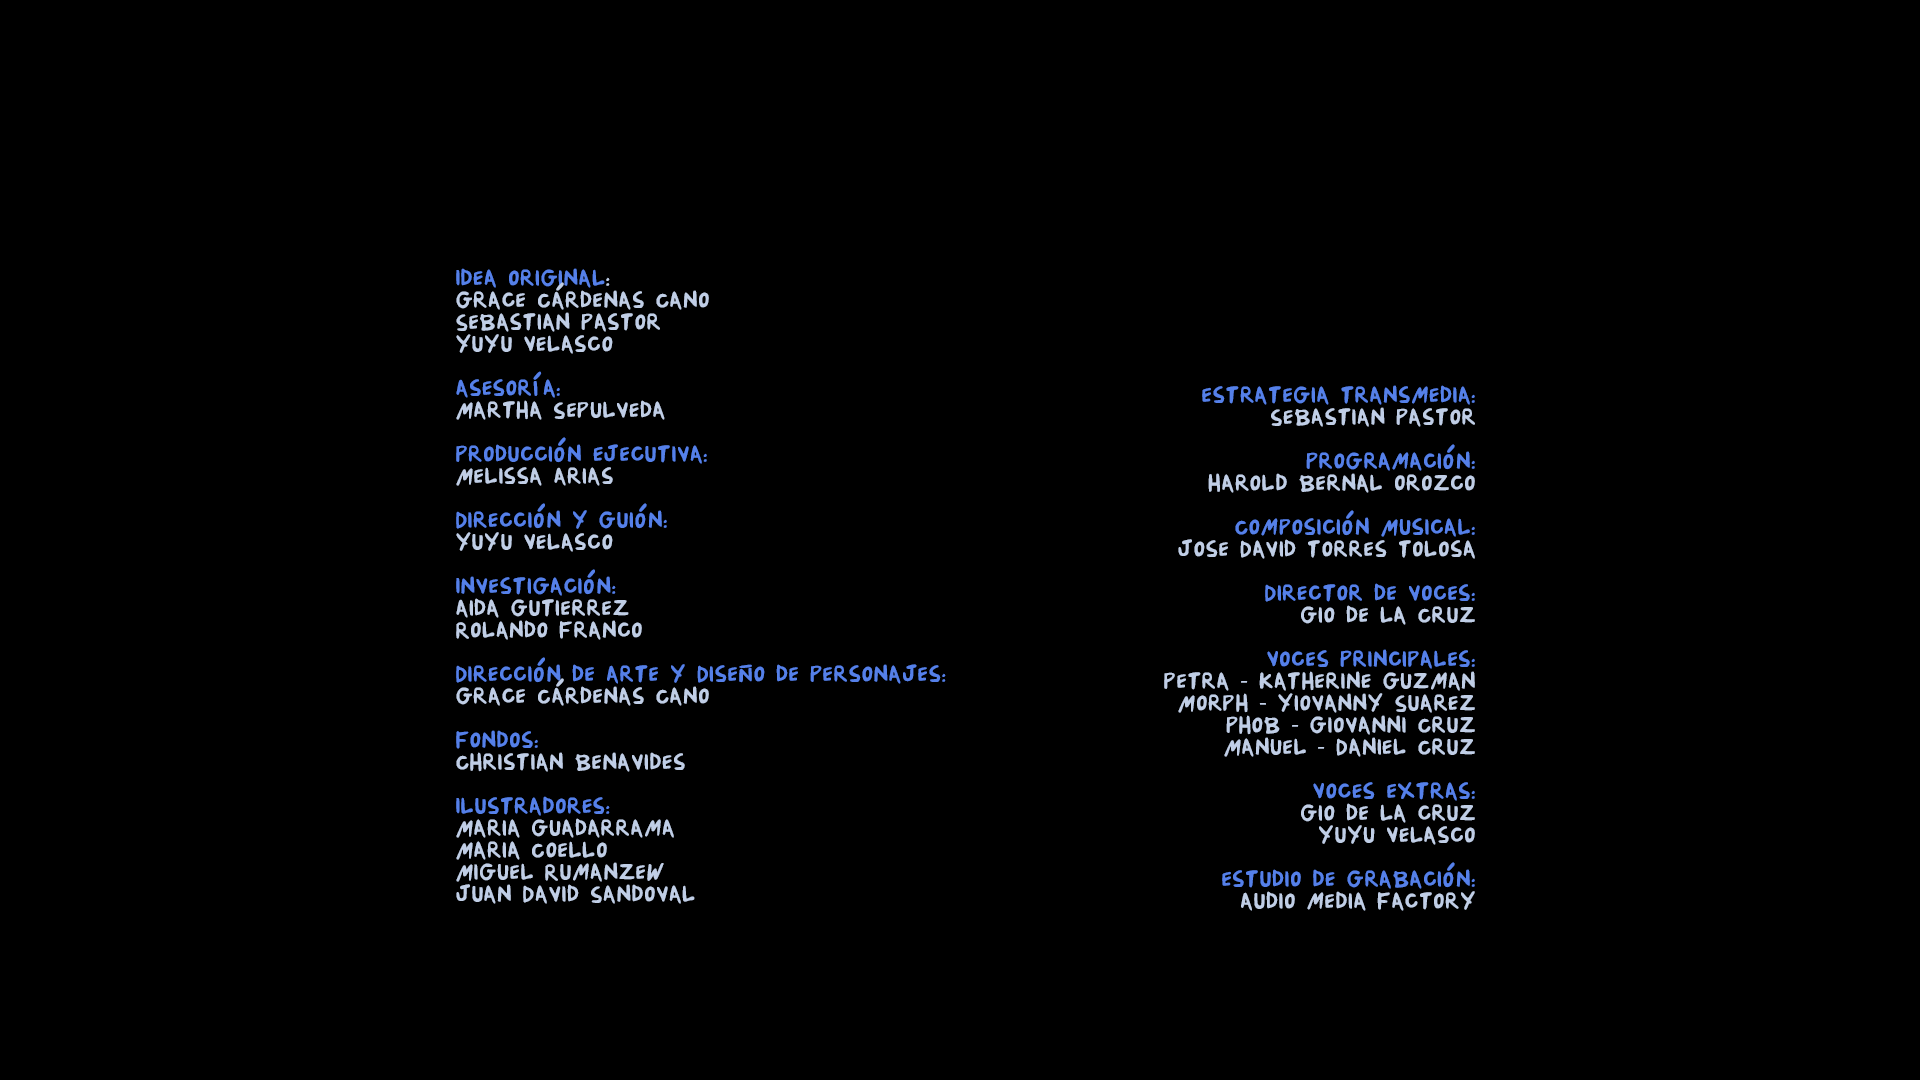 IDEA ORIGINAL:
GRACE CÁRDENAS CANO
SEBASTIAN PASTOR
YUYU VELASCO
ASESORÍA:
MARTHA SEPULVEDA
PRODUCCIÓN EJECUTIVA:
MELISSA ARIAS
DIRECCIÓN Y GUIÓN:
YUYU VELASCO
INVESTIGACIÓN:
AIDA GUTIERREZ
ROLANDO FRANCO
DIRECCIÓN DE ARTE Y DISEÑO DE PERSONAJES:
GRACE CÁRDENAS CANO
FONDOS:
CHRISTIAN BENAVIDES
ILUSTRADORES:
MARIA GUADARRAMA
MARIA COELLO
MIGUEL RUMANZEW
JUAN DAVID SANDOVAL
ESTRATEGIA TRANSMEDIA:
SEBASTIAN PASTOR
PROGRAMACIÓN:
HAROLD BERNAL OROZCO
COMPOSICIÓN MUSICAL:
JOSE DAVID TORRES TOLOSA
DIRECTOR DE VOCES:
GIO DE LA CRUZ
VOCES PRINCIPALES:
PETRA - KATHERINE GUZMAN
MORPH - YIOVANNY SUAREZ
PHOB - GIOVANNI CRUZ
MANUEL - DANIEL CRUZ
VOCES EXTRAS:
GIO DE LA CRUZ
YUYU VELASCO
ESTUDIO DE GRABACIÓN:
AUDIO MEDIA FACTORY